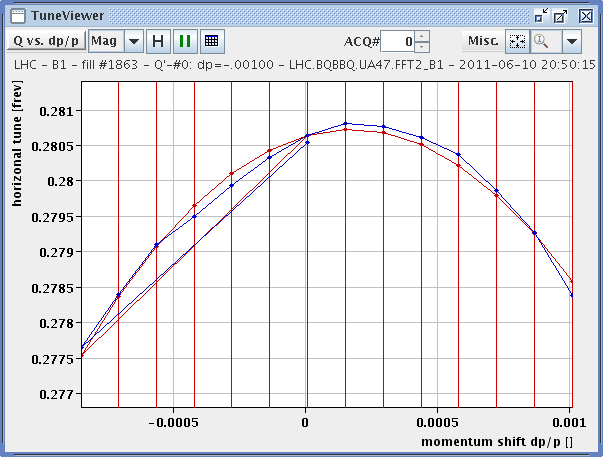 TuneViewer
Q vs. dp/p Mag H ACQ# 0 Misc.
LHC - B1 - fill #1863 - Q'-#0: dp=-.00100 - LHC.BQBBQ.UA47.FFT2_B1 - 2011-06-10 20:50:15
horizonal tune [frev]
0.281
0.2805
0.28
0.2795
0.279
0.2785
0.278
0.2775
0.277
-0.0005 0 0.0005 0.001
momentum shift dp/p []